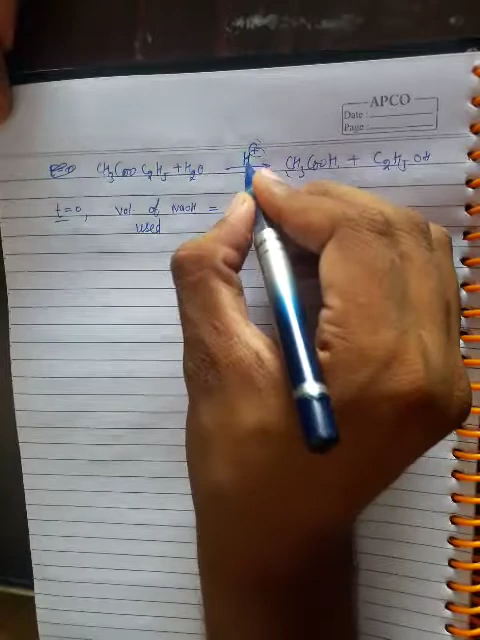 APCO
Date :
Page :
CH3COOC2H5 + H2O H⊕ → CH3COOH + C2H5OH
t=0, Vol. of NaOH =
used